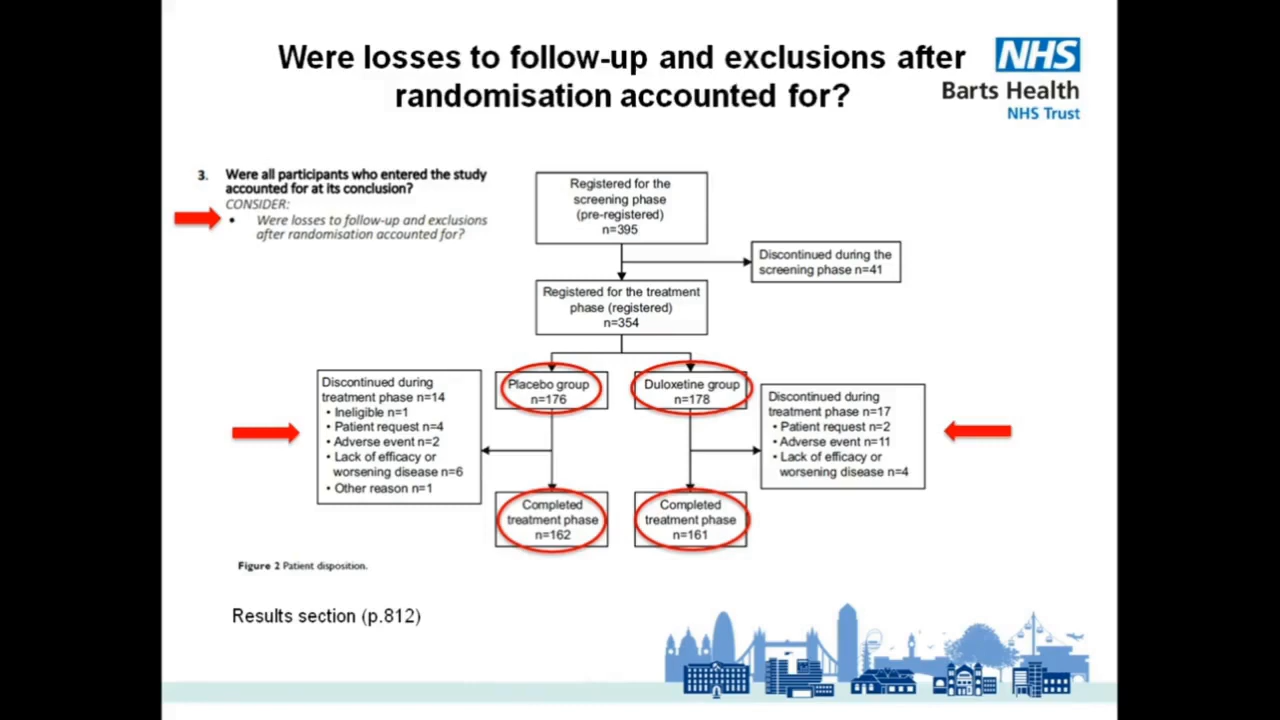 Were losses to follow-up and exclusions after
randomisation accounted for?
NHS
Barts Health
NHS Trust
3. Were all participants who entered the study
accounted for at its conclusion?
CONSIDER:
• Were losses to follow-up and exclusions
after randomisation accounted for?
Registered for the
screening phase
(pre-registered)
n=395
Discontinued during the
screening phase n=41
Registered for the treatment
phase (registered)
n=354
Placebo group
n=176
Duloxetine group
n=178
Discontinued during
treatment phase n=14
• Ineligible n=1
• Patient request n=4
• Adverse event n=2
• Lack of efficacy or
worsening disease n=6
• Other reason n=1
Discontinued during
treatment phase n=17
• Patient request n=2
• Adverse event n=11
• Lack of efficacy or
worsening disease n=4
Completed
treatment phase
n=162
Completed
treatment phase
n=161
Figure 2 Patient disposition.
Results section (p.812)